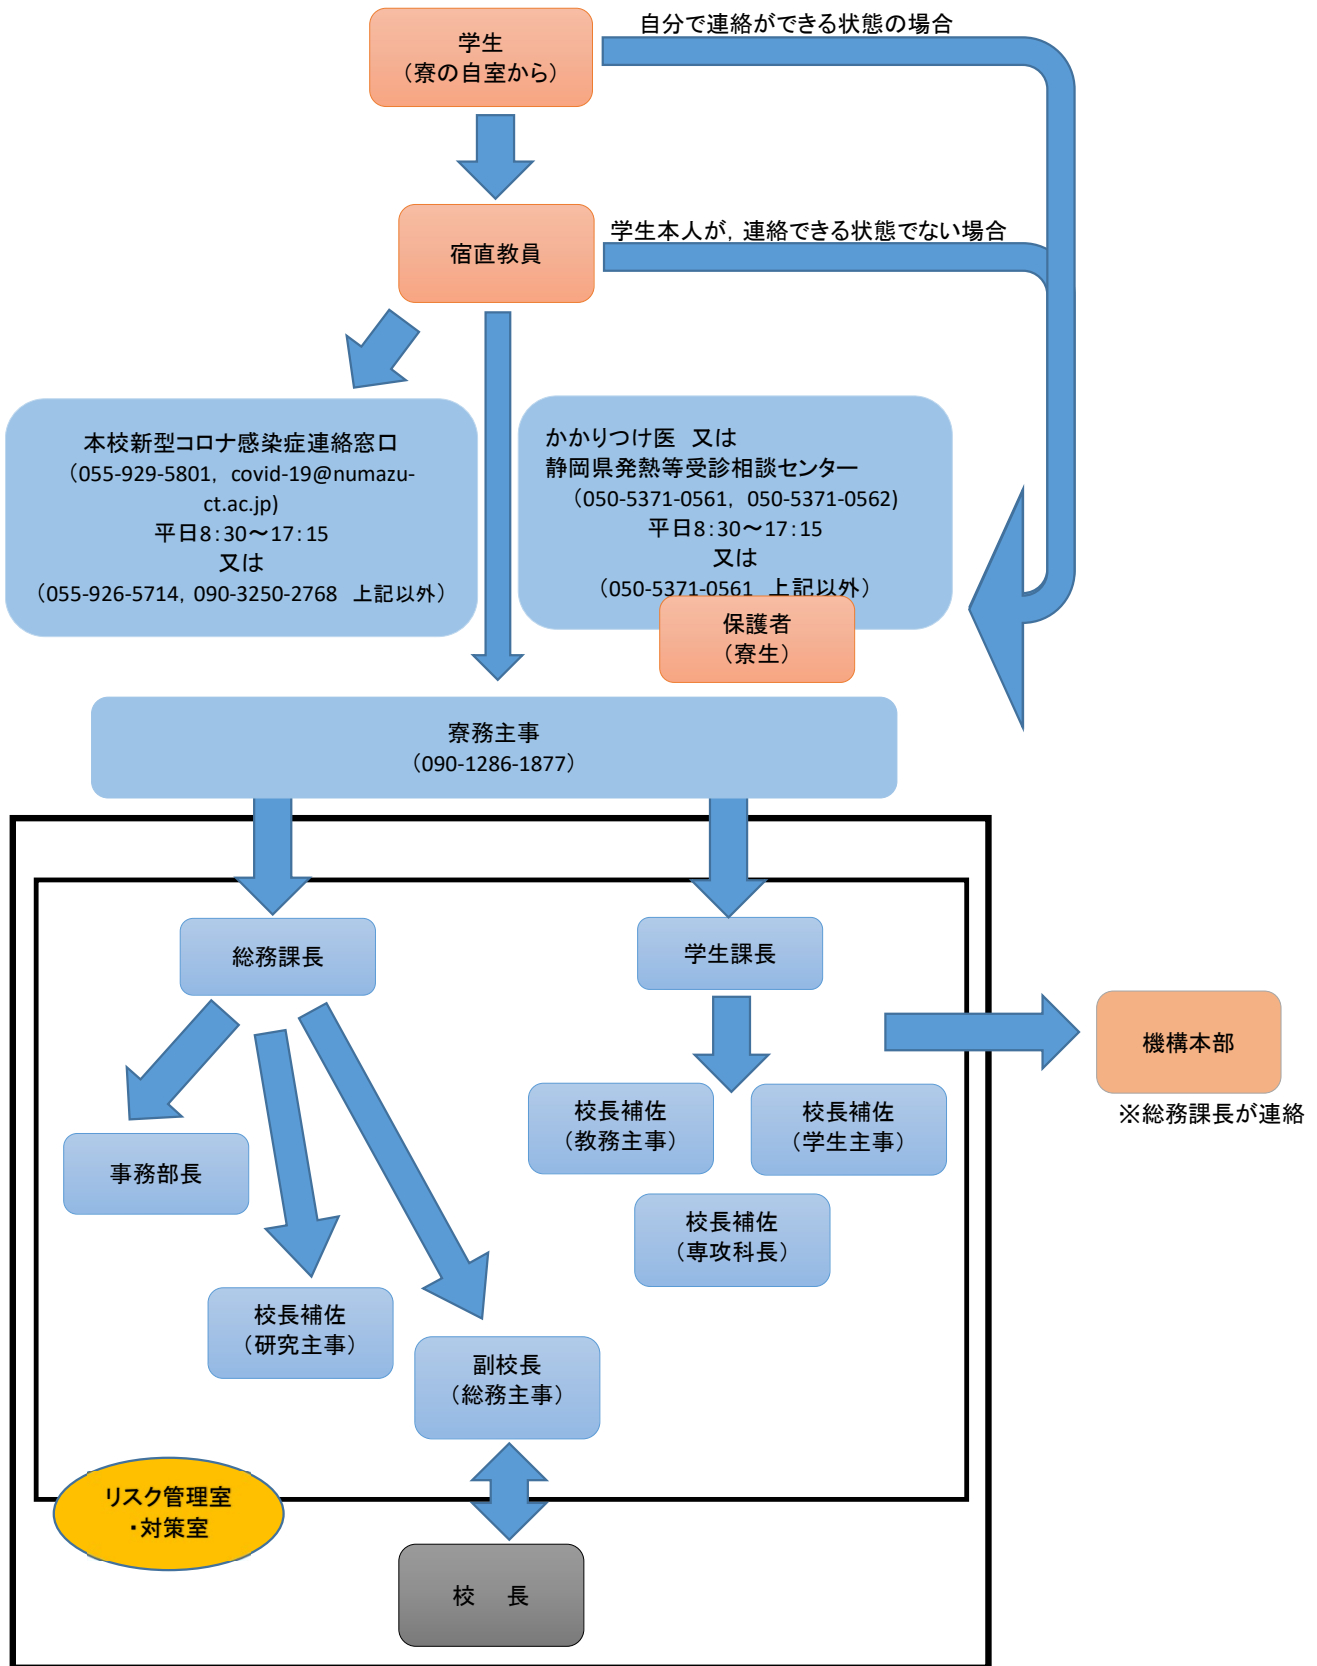 自分で連絡ができる状態の場合
学生
（寮の自室から）
学生本人が，連絡できる状態でない場合
宿直教員
本校新型コロナ感染症連絡窓口
（055-929-5801， covid-19@numazu-
ct.ac.jp)
平日8：30～17：15
又は
（055-926-5714，090-3250-2768　上記以外）
かかりつけ医　又は
静岡県発熱等受診相談センター
（050-5371-0561， 050-5371-0562)
平日8：30～17：15
又は
（050-5371-0561　上記以外）
保護者
（寮生）
寮務主事
（090-1286-1877）
総務課長
学生課長
機構本部
※総務課長が連絡
校長補佐
（教務主事）
校長補佐
（学生主事）
事務部長
校長補佐
（専攻科長）
校長補佐
（研究主事）
副校長
（総務主事）
リスク管理室
・対策室
校　長